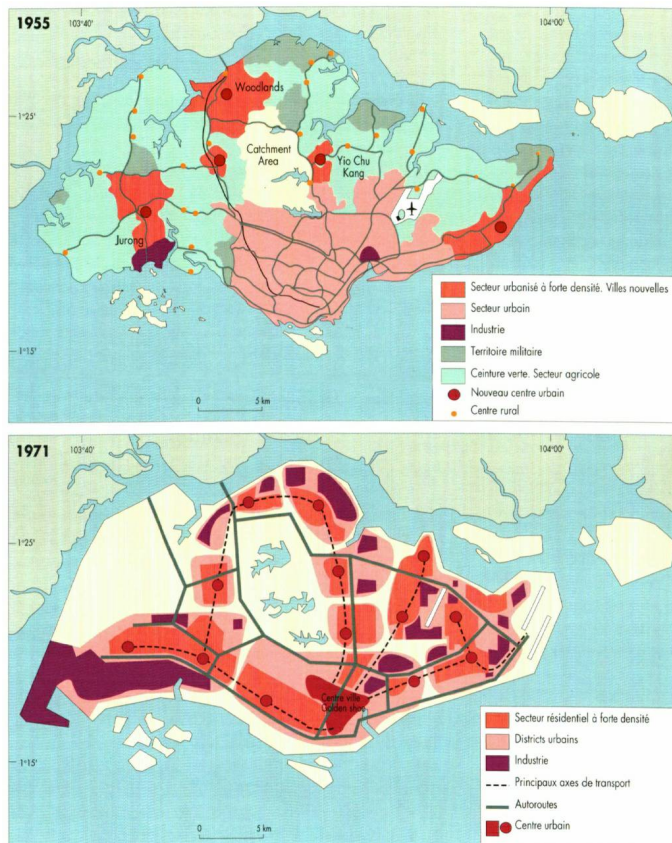 1955
103°40'
104°00'
Woodlands
1°25'
Catchment
Area
Yio Chu
Kang
Jurong
1°15'
0 5 km
Secteur urbanisé à forte densité. Villes nouvelles
Secteur urbain
Industrie
Territoire militaire
Ceinture verte. Secteur agricole
Nouveau centre urbain
Centre rural
1971
103°40'
104°00'
1°25'
Centre ville
Golden shoe
1°15'
0 5 km
Secteur résidentiel à forte densité
Districts urbains
Industrie
Principaux axes de transport
Autoroutes
Centre urbain